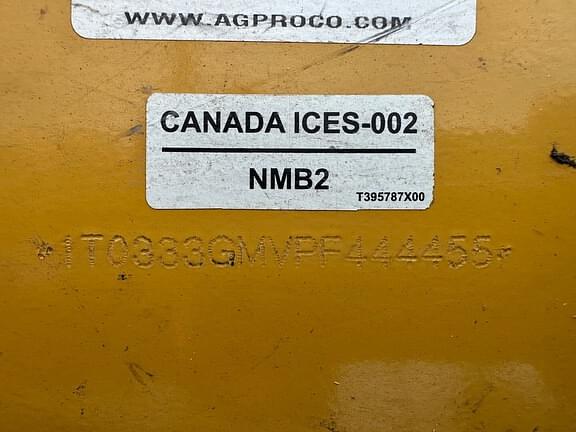 WWW.AGPROCO.COM
CANADA ICES-002
NMB2
T395787X00
*1T0333GMVPF444455*